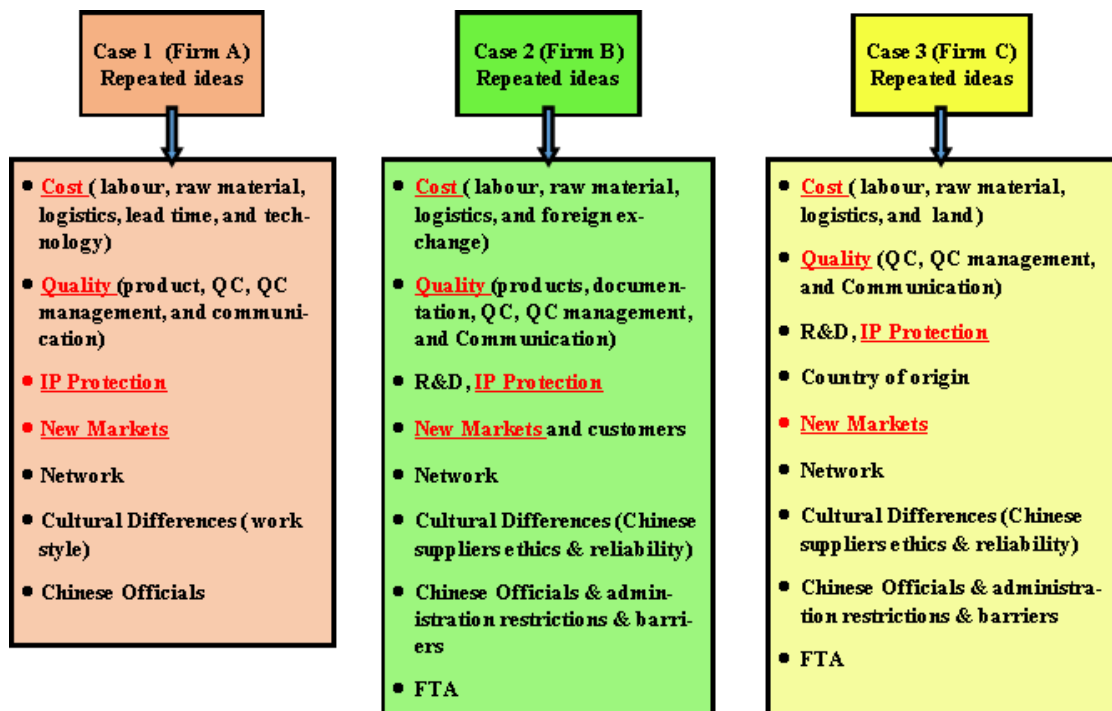 Case 1 (Firm A)
Repeated ideas
Cost ( labour, raw material,
logistics, lead time, and tech-
nology)
Quality (product, QC, QC
management, and communi-
cation)
IP Protection
New Markets
Network
Cultural Differences ( work
style)
Chinese Officials
Case 2 (Firm B)
Repeated ideas
Cost ( labour, raw material,
logistics, and foreign ex-
change)
Quality (products, documen-
tation, QC, QC management,
and Communication)
R&D, IP Protection
New Markets and customers
Network
Cultural Differences (Chinese
suppliers ethics & reliability)
Chinese Officials & admin-
istration restrictions & barri-
ers
FTA
Case 3 (Firm C)
Repeated ideas
Cost ( labour, raw material,
logistics, and land)
Quality (QC, QC management,
and Communication)
R&D, IP Protection
Country of origin
New Markets
Network
Cultural Differences (Chinese
suppliers ethics & reliability)
Chinese Officials & administra-
tion restrictions & barriers
FTA